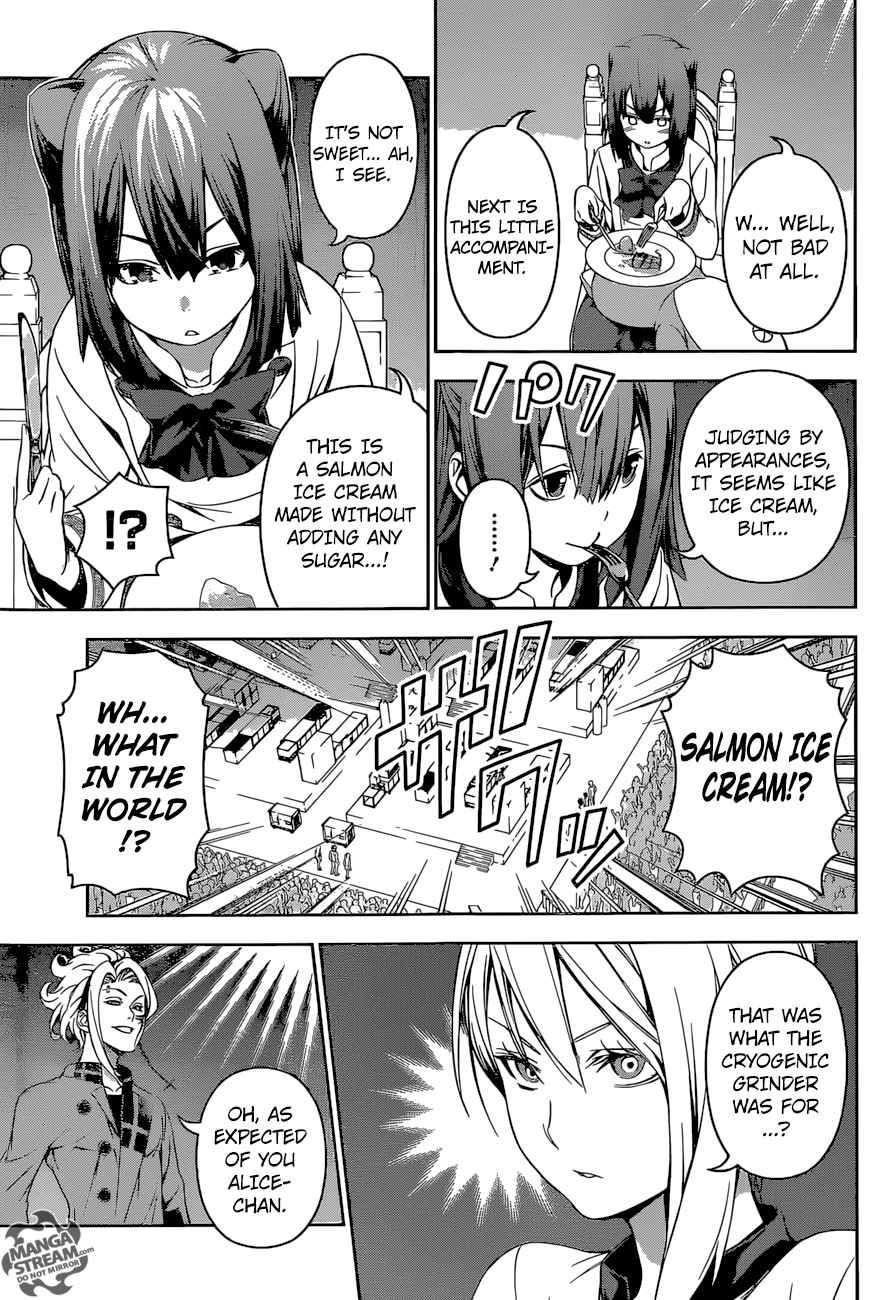 W... WELL,
NOT BAD
AT ALL.
NEXT IS
THIS LITTLE
ACCOMPANI-
MENT.
JUDGING BY
APPEARANCES,
IT SEEMS LIKE
ICE CREAM,
BUT...
パクッ
......!
IT'S NOT
SWEET... AH,
I SEE.
THIS IS
A SALMON
ICE CREAM
MADE WITHOUT
ADDING ANY
SUGAR...!
!?
SALMON ICE
CREAM!?
WH...
WHAT
IN THE
WORLD
!?
THAT WAS
WHAT THE
CRYOGENIC
GRINDER
WAS FOR
...?
OH, AS
EXPECTED
OF YOU
ALICE-
CHAN.
MANGA
STREAM.com
DO NOT MIRROR